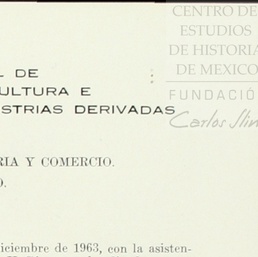 CENTRO DE
ESTUDIOS
DE HISTORIA
DE MEXICO
FUNDACIÓ
Carlos Slim
L DE
CULTURA E
STRIAS DERIVADAS
RIA Y COMERCIO.
O.
iciembre de 1963, con la asisten-